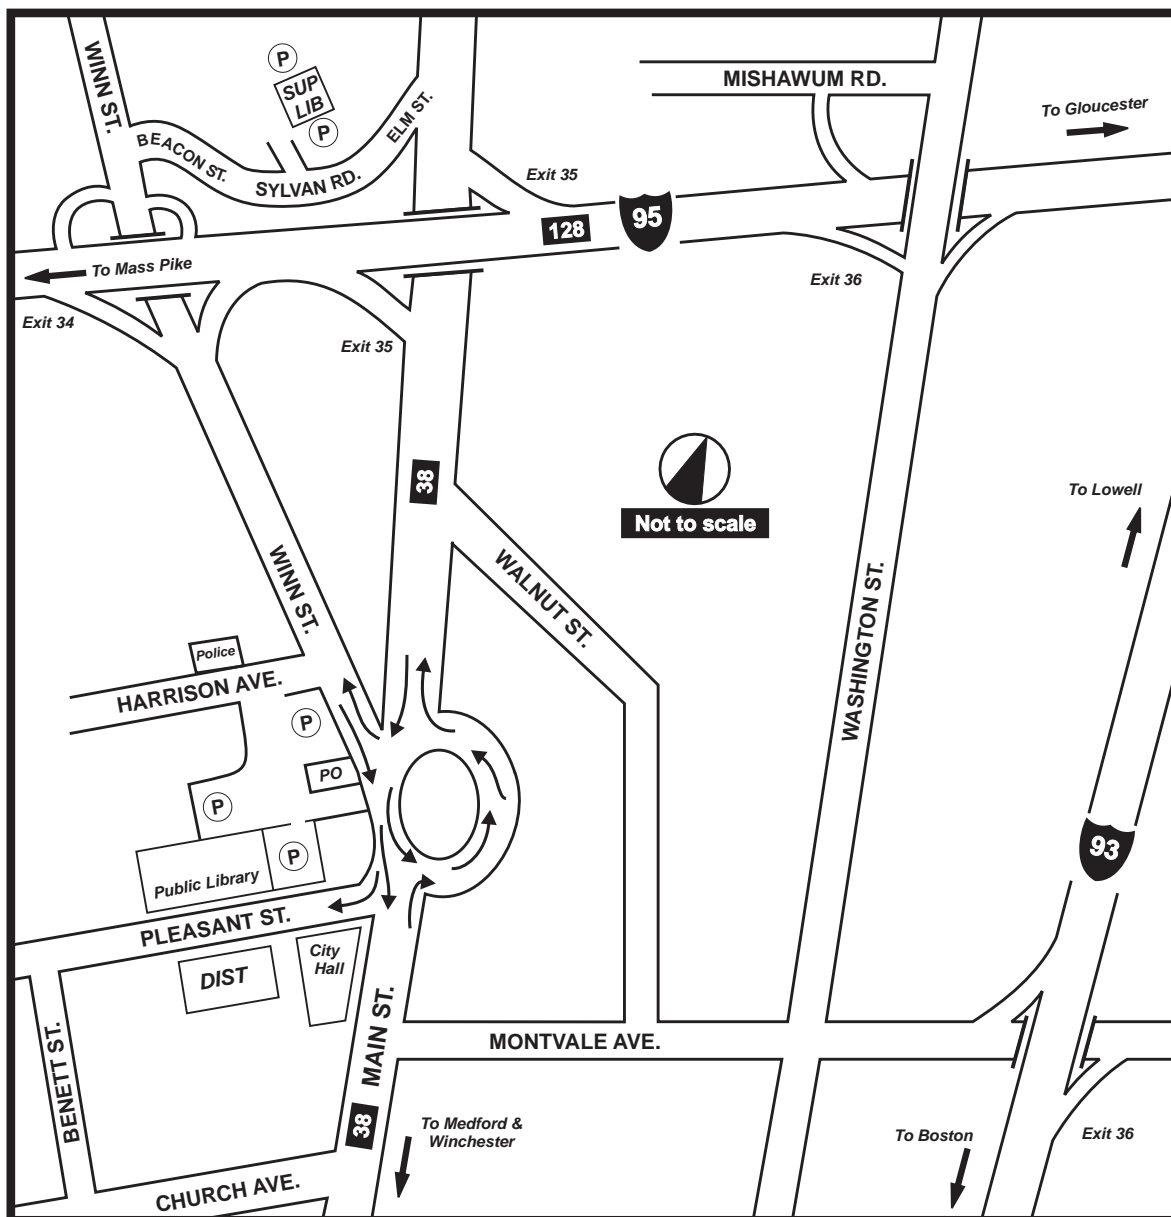 WINN ST.
P
SUP
LIB
P
BEACON ST.
SYLVAN RD.
ELM ST.
MISHAWUM RD.
To Gloucester
Exit 35
128
95
To Mass Pike
Exit 34
Exit 35
Exit 36
38
Not to scale
To Lowell
WINN ST.
WALNUT ST.
WASHINGTON ST.
Police
HARRISON AVE.
P
PO
P
P
Public Library
93
PLEASANT ST.
City
Hall
DIST
MAIN ST.
MONTVALE AVE.
BENETT ST.
38
To Medford &
Winchester
To Boston
Exit 36
CHURCH AVE.